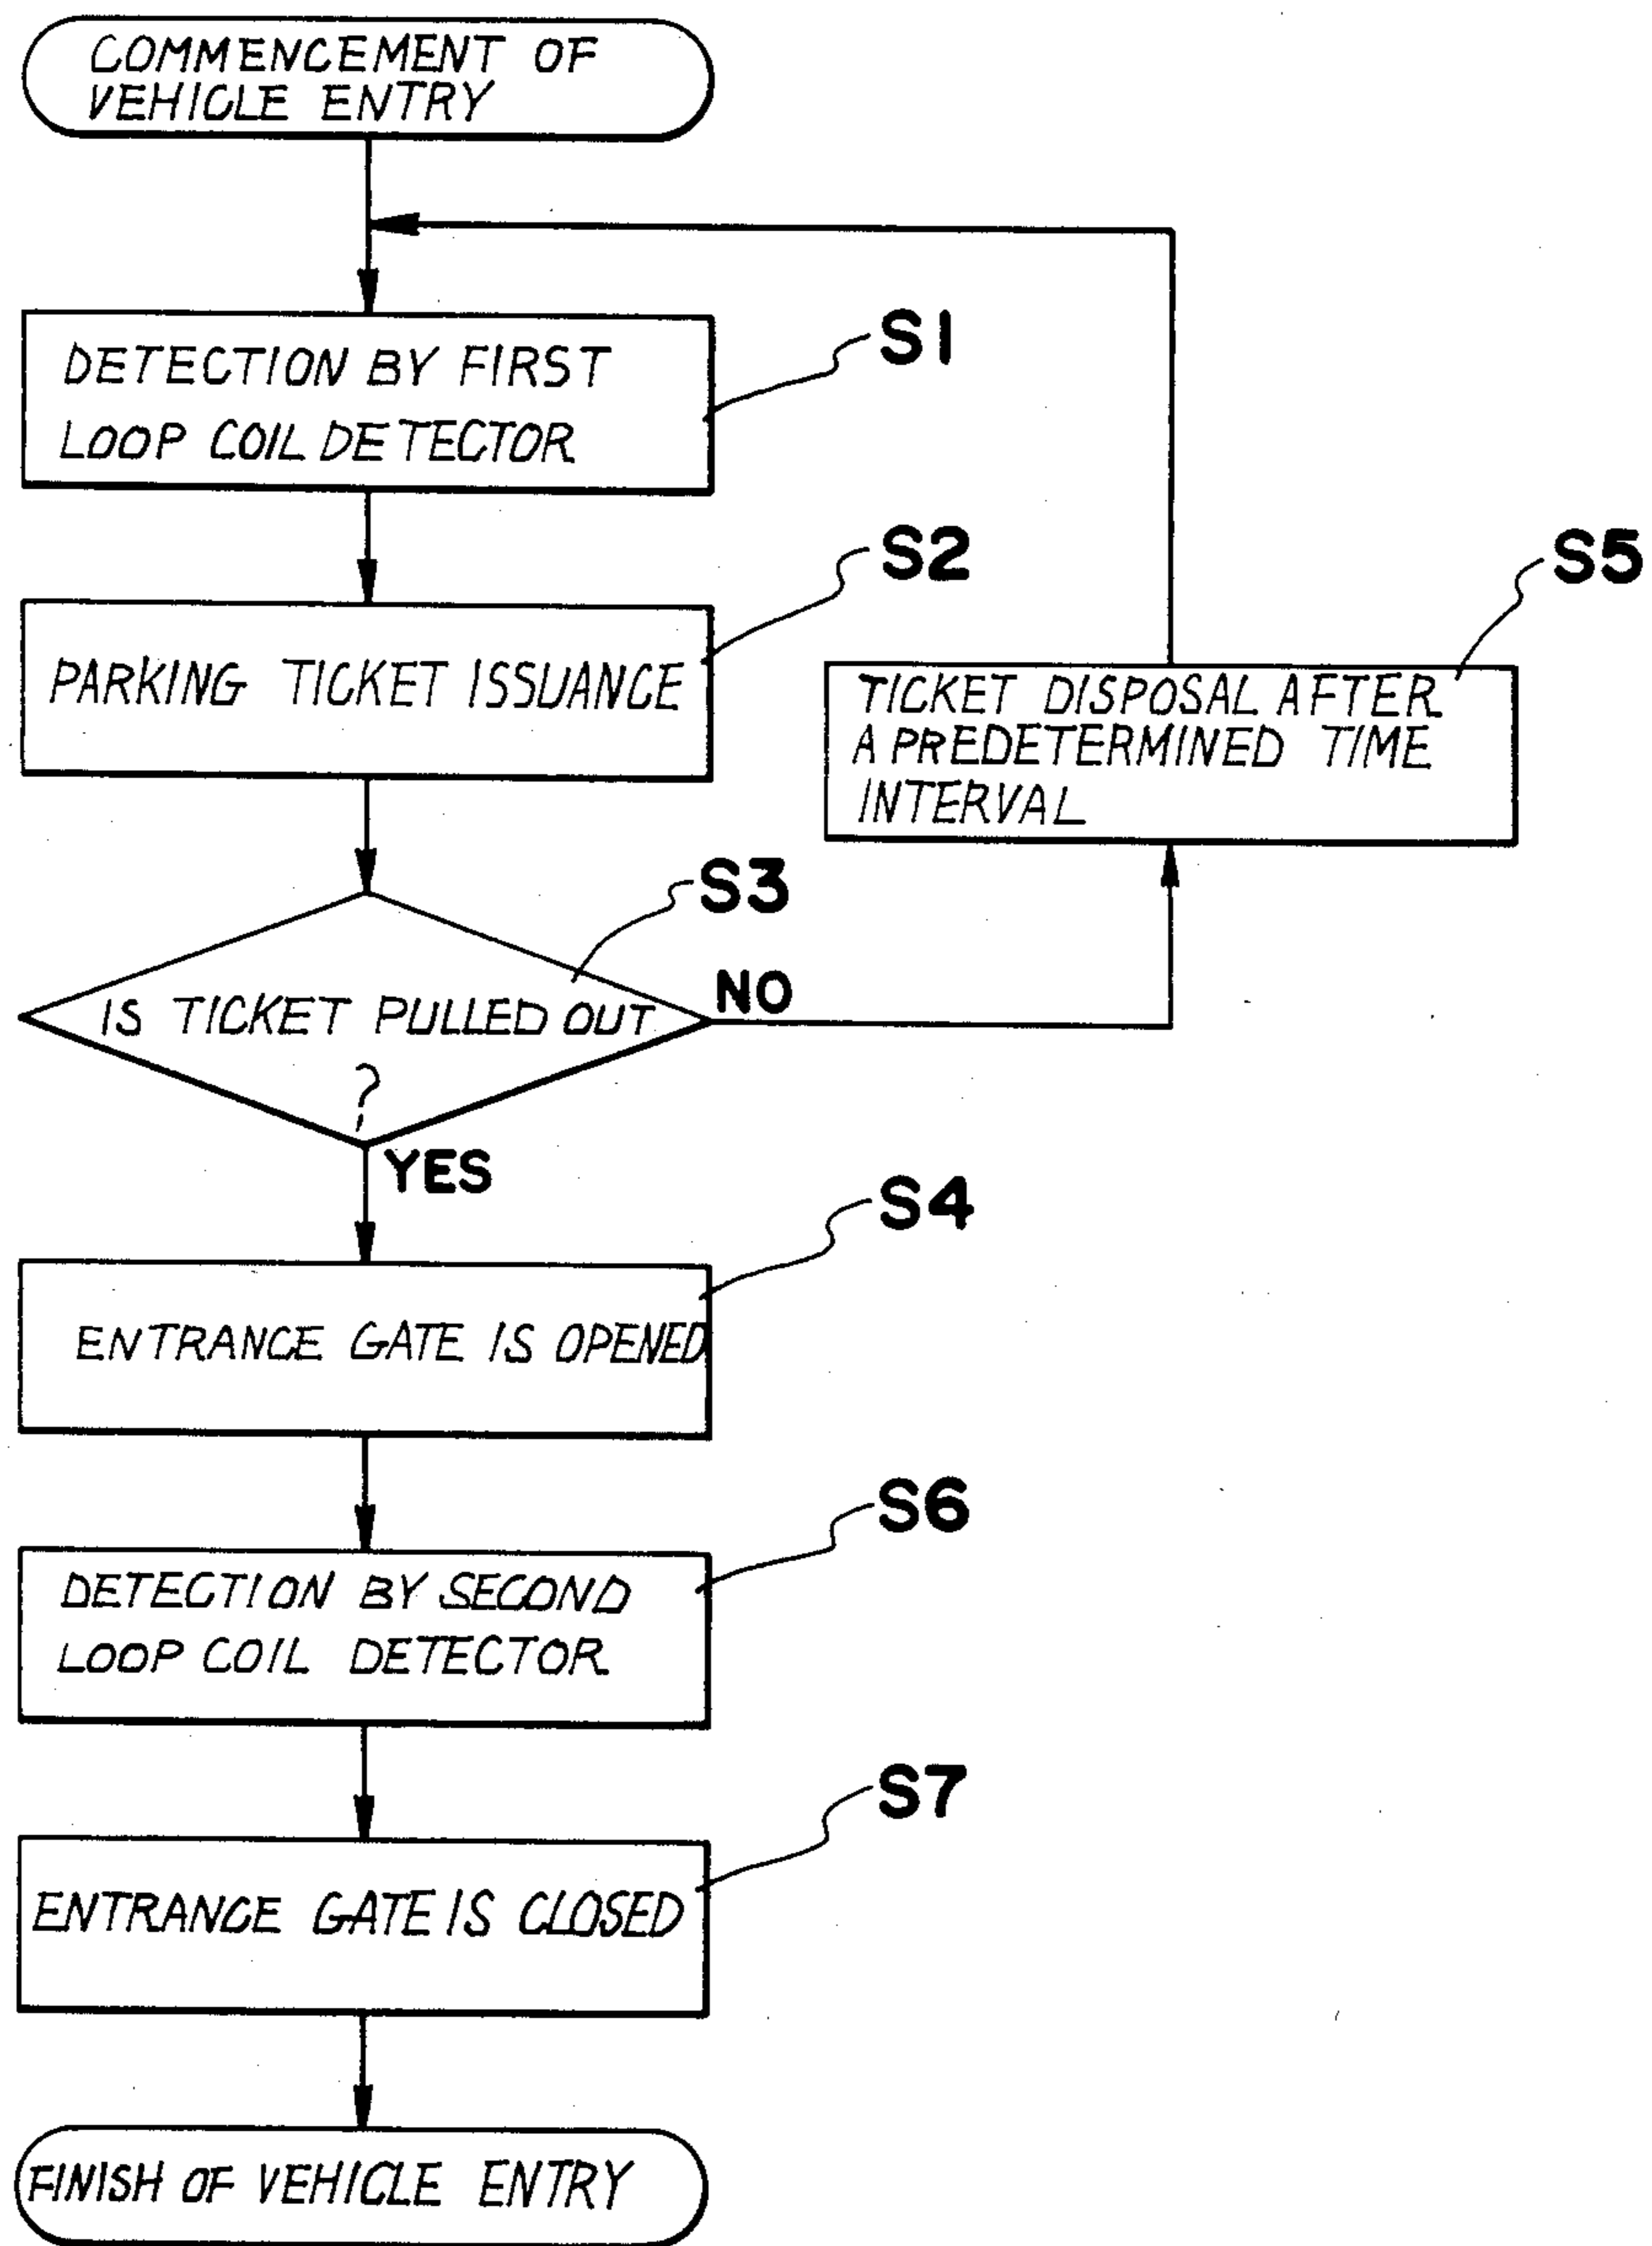 COMMENCEMENT OF
VEHICLE ENTRY
DETECTION BY FIRST
LOOP COIL DETECTOR
S1
PARKING TICKET ISSUANCE
S2
TICKET DISPOSAL AFTER
A PREDETERMINED TIME
INTERVAL
S5
IS TICKET PULLED OUT
?
S3
NO
YES
ENTRANCE GATE IS OPENED
S4
DETECTION BY SECOND
LOOP COIL DETECTOR
S6
ENTRANCE GATE IS CLOSED
S7
FINISH OF VEHICLE ENTRY